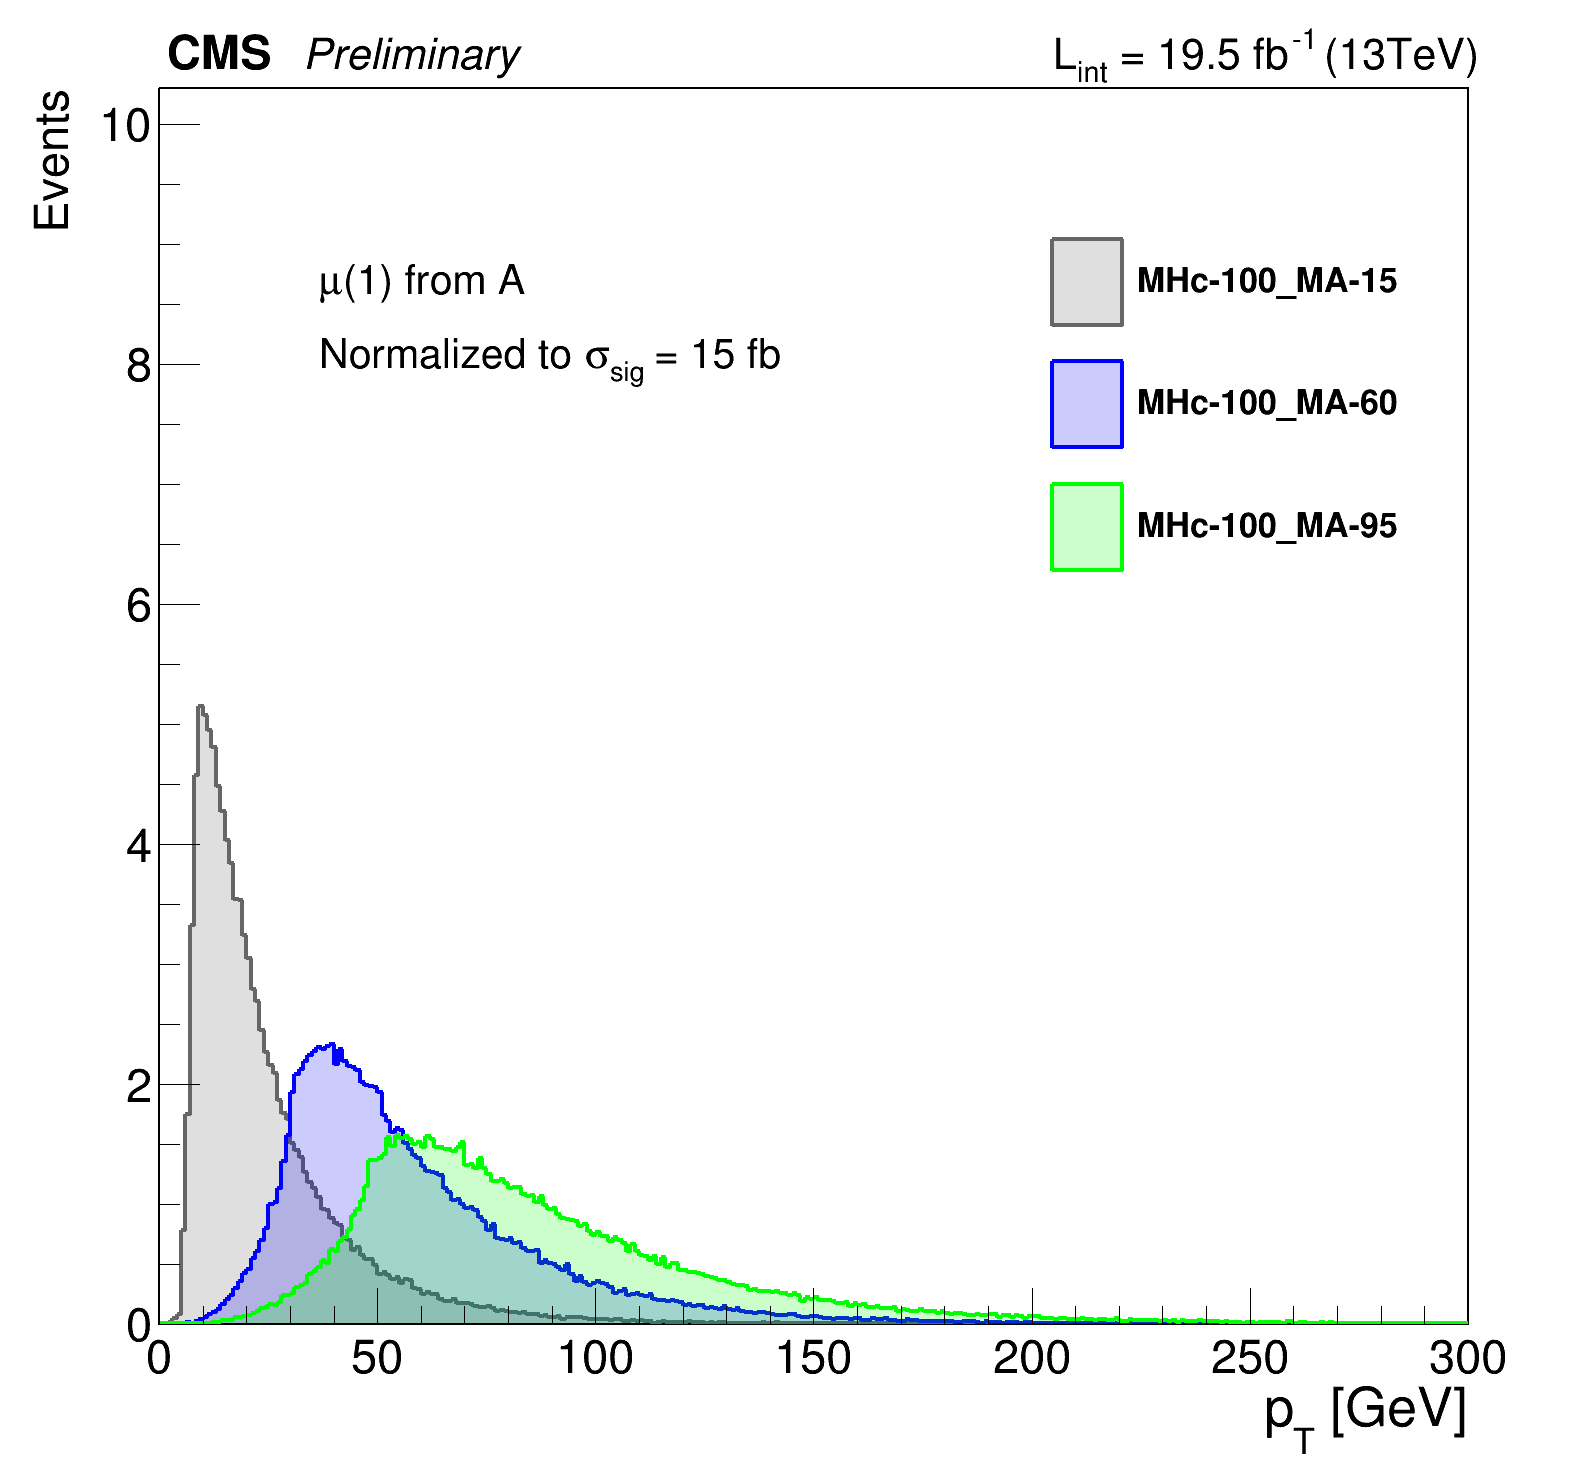 CMS Preliminary
L_int = 19.5 fb^-1 (13TeV)
Events
10
8
6
4
2
0
μ(1) from A
Normalized to σ_sig = 15 fb
MHc-100_MA-15
MHc-100_MA-60
MHc-100_MA-95
0 50 100 150 200 250 300
p_T [GeV]